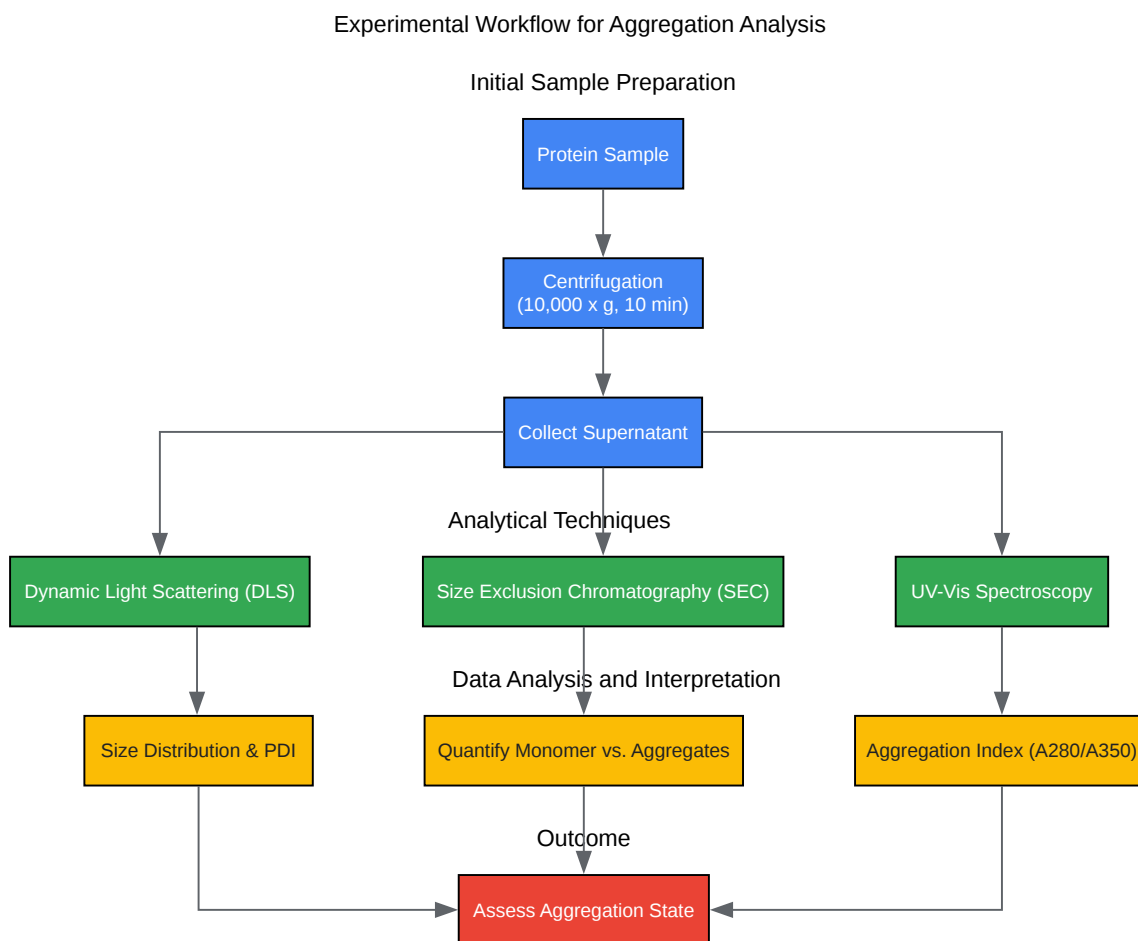 Experimental Workflow for Aggregation Analysis
Initial Sample Preparation
Protein Sample
Centrifugation
(10,000 x g, 10 min)
Collect Supernatant
Analytical Techniques
Dynamic Light Scattering (DLS)
Size Exclusion Chromatography (SEC)
UV-Vis Spectroscopy
Data Analysis and Interpretation
Size Distribution & PDI
Quantify Monomer vs. Aggregates
Aggregation Index (A280/A350)
Outcome
Assess Aggregation State